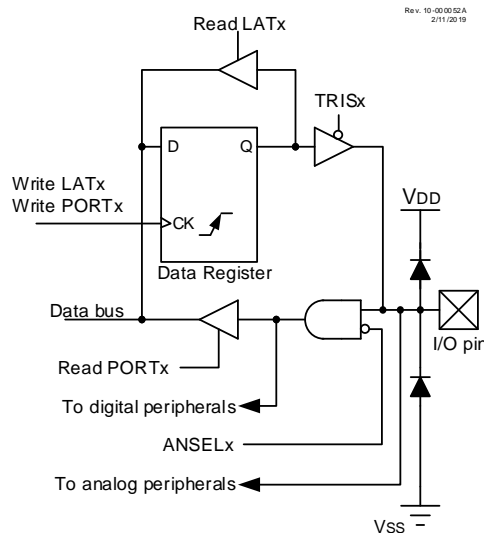 Rev. 10-000052A
2/11/2019
Read LATx
TRISx
D
Q
Write LATx
Write PORTx
CK
VDD
Data Register
Data bus
I/O pin
Read PORTx
To digital peripherals
ANSELx
To analog peripherals
VSS